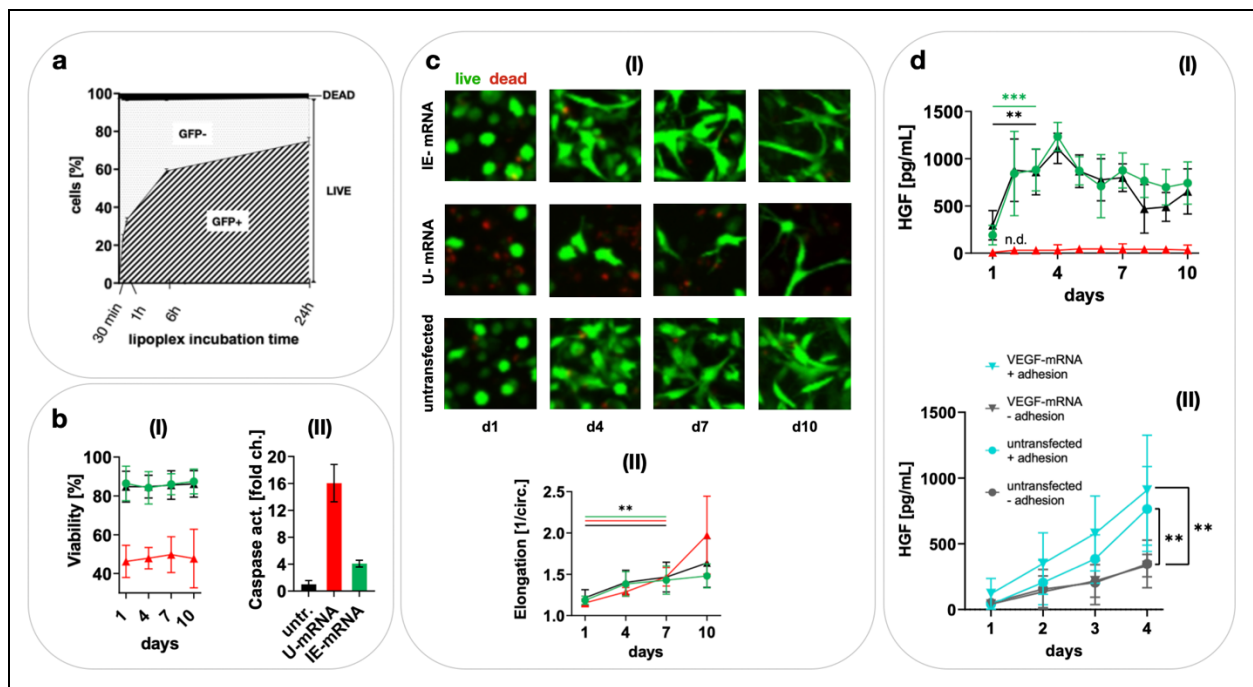 a
100
80
60
40
20
0
cells [%]
GFP-
GFP+
DEAD
LIVE
30 min
1h
6h
24h
lipoplex incubation time
b
(I)
100
80
60
40
Viability [%]
1
4
7
10
days
(II)
20
16
12
8
4
0
Caspase act. [fold ch.]
untr.
U-mRNA
IE-mRNA
c
(I)
live dead
IE- mRNA
U- mRNA
untransfected
d1
d4
d7
d10
(II)
2.5
2.0
1.5
1.0
Elongation [1/circ.]
**
1
4
7
10
days
d
(I)
1500
1000
500
0
HGF [pg/mL]
***
**
n.d.
1
4
7
10
days
VEGF-mRNA
+ adhesion
VEGF-mRNA
- adhesion
untransfected
+ adhesion
untransfected
- adhesion
(II)
1500
1000
500
0
HGF [pg/mL]
**
**
1
2
3
4
days